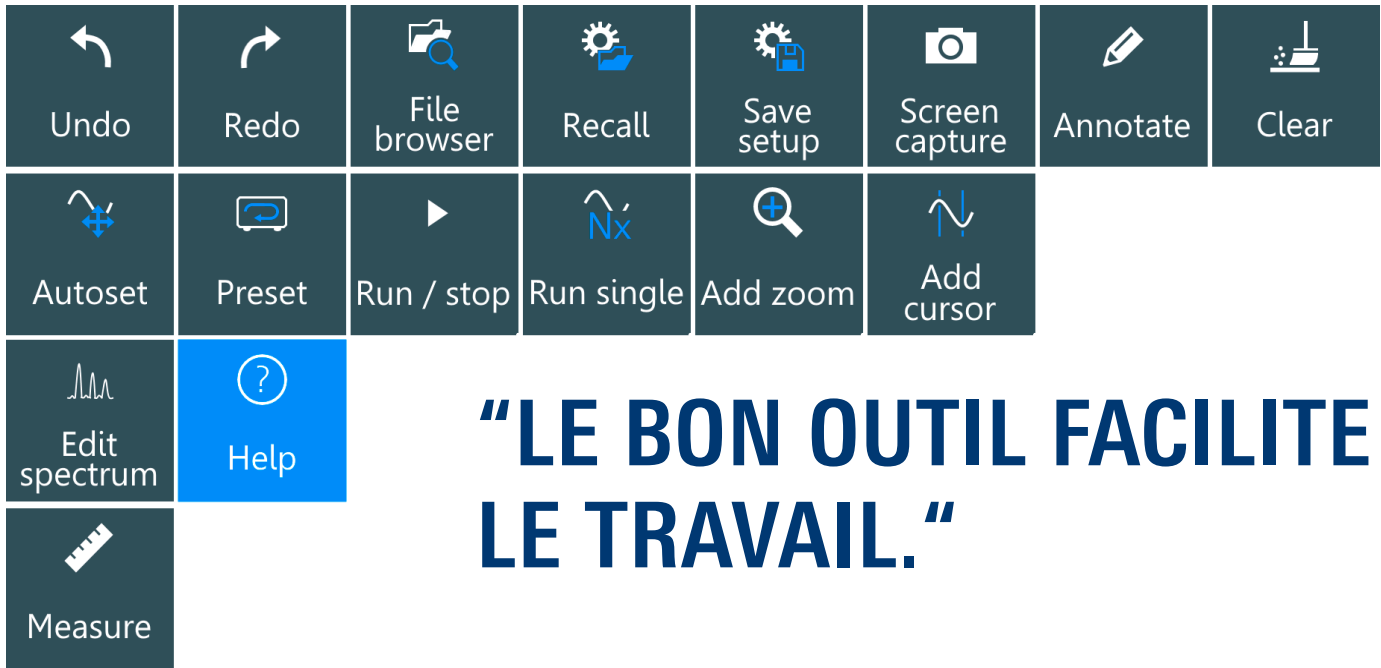 Undo
Redo
File
browser
Recall
Save
setup
Screen
capture
Annotate
Clear
Autoset
Preset
Run / stop
Nx
Run single
Add zoom
Add
cursor
Edit
spectrum
?
Help
“LE BON OUTIL FACILITE
LE TRAVAIL.“
Measure